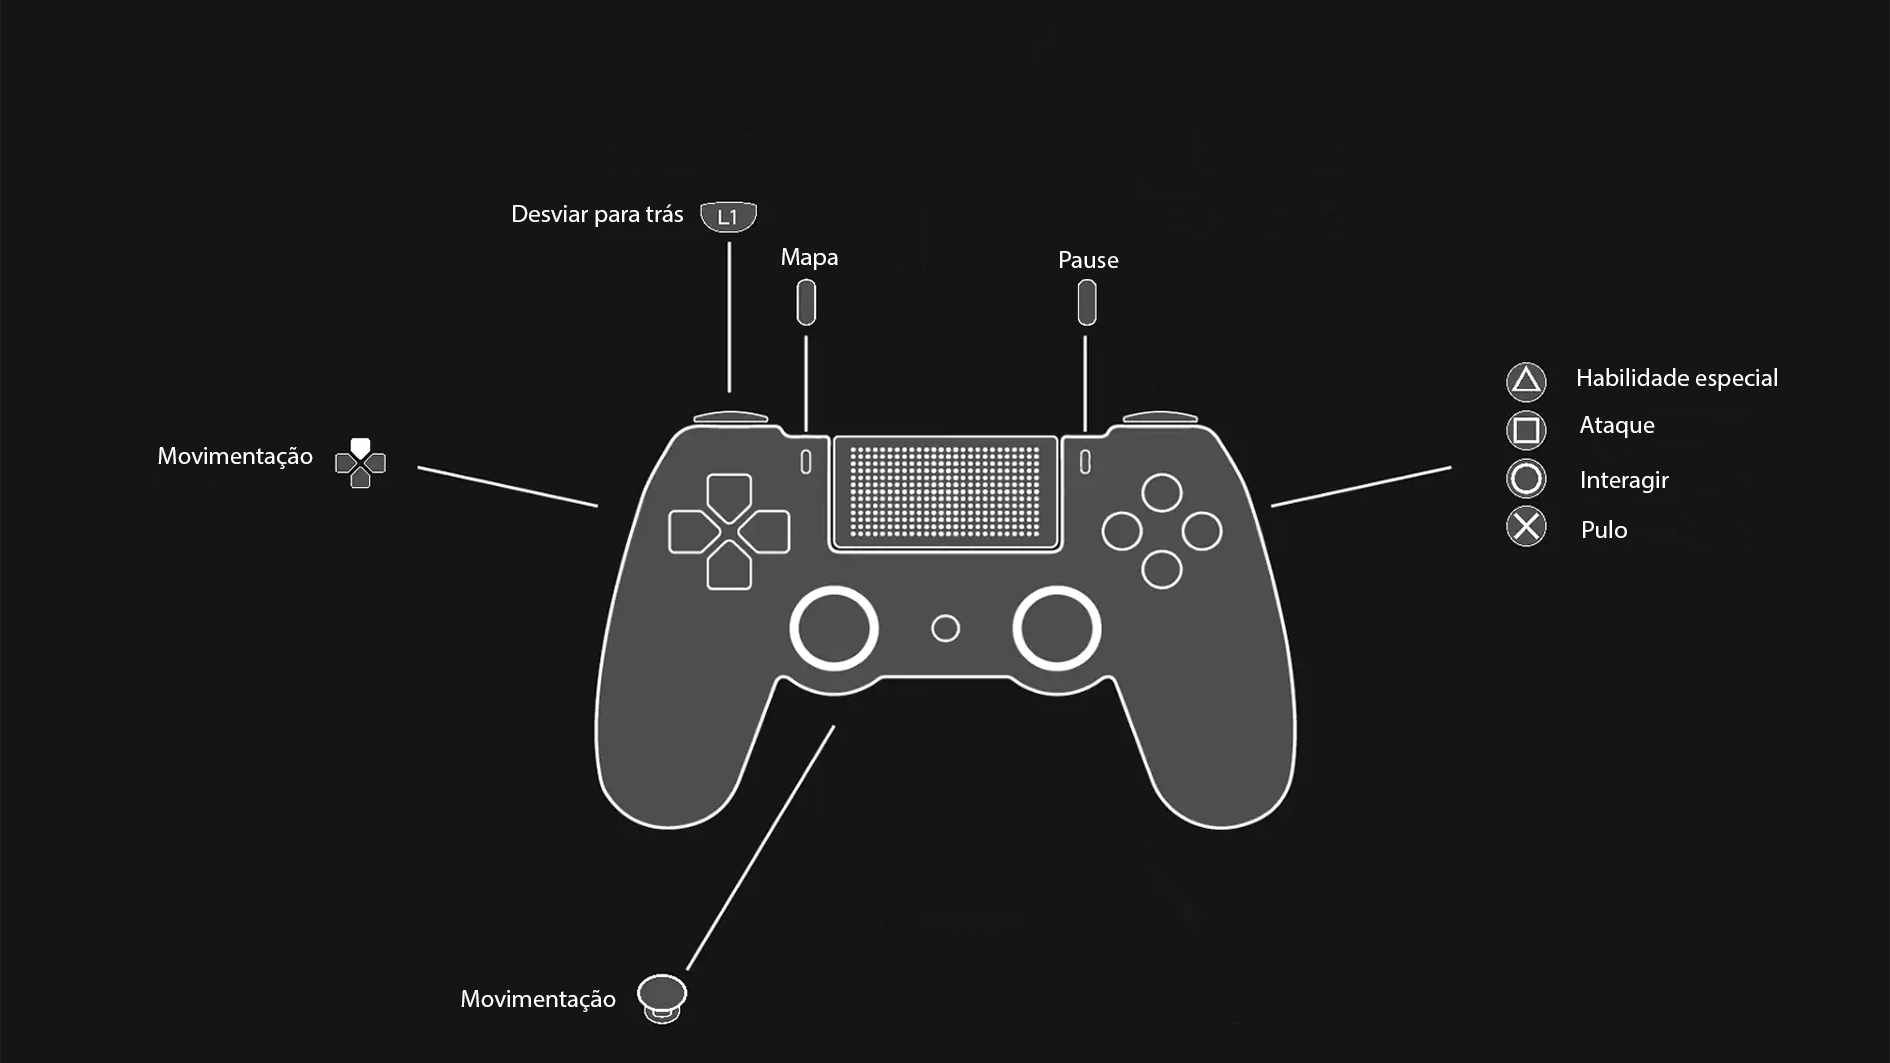 Desviar para trás L1
Mapa
Pause
Habilidade especial
Ataque
Movimentação
Interagir
Pulo
Movimentação